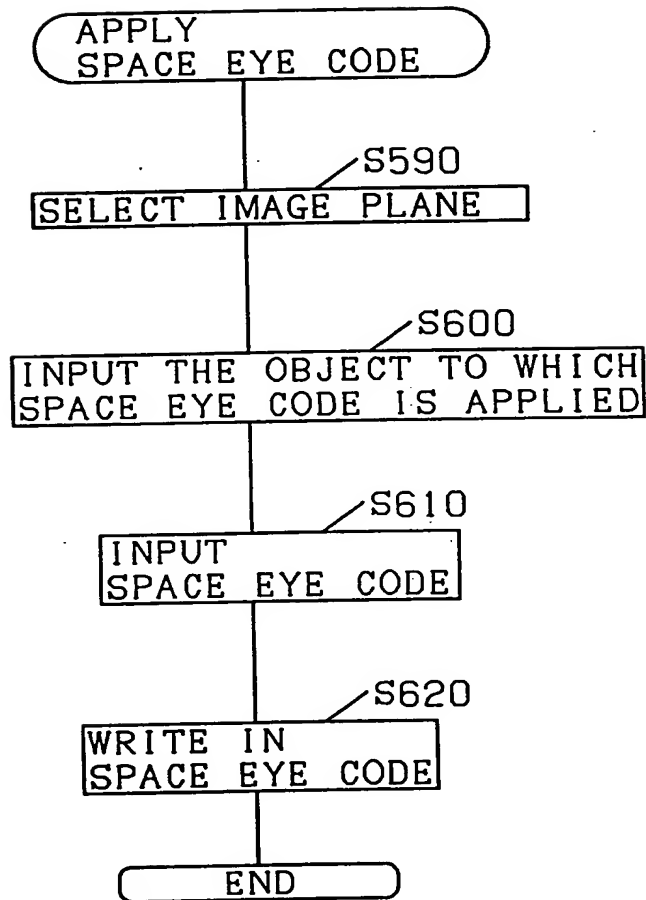 APPLY
SPACE EYE CODE
S590
SELECT IMAGE PLANE
S600
INPUT THE OBJECT TO WHICH
SPACE EYE CODE IS APPLIED
S610
INPUT
SPACE EYE CODE
S620
WRITE IN
SPACE EYE CODE
END